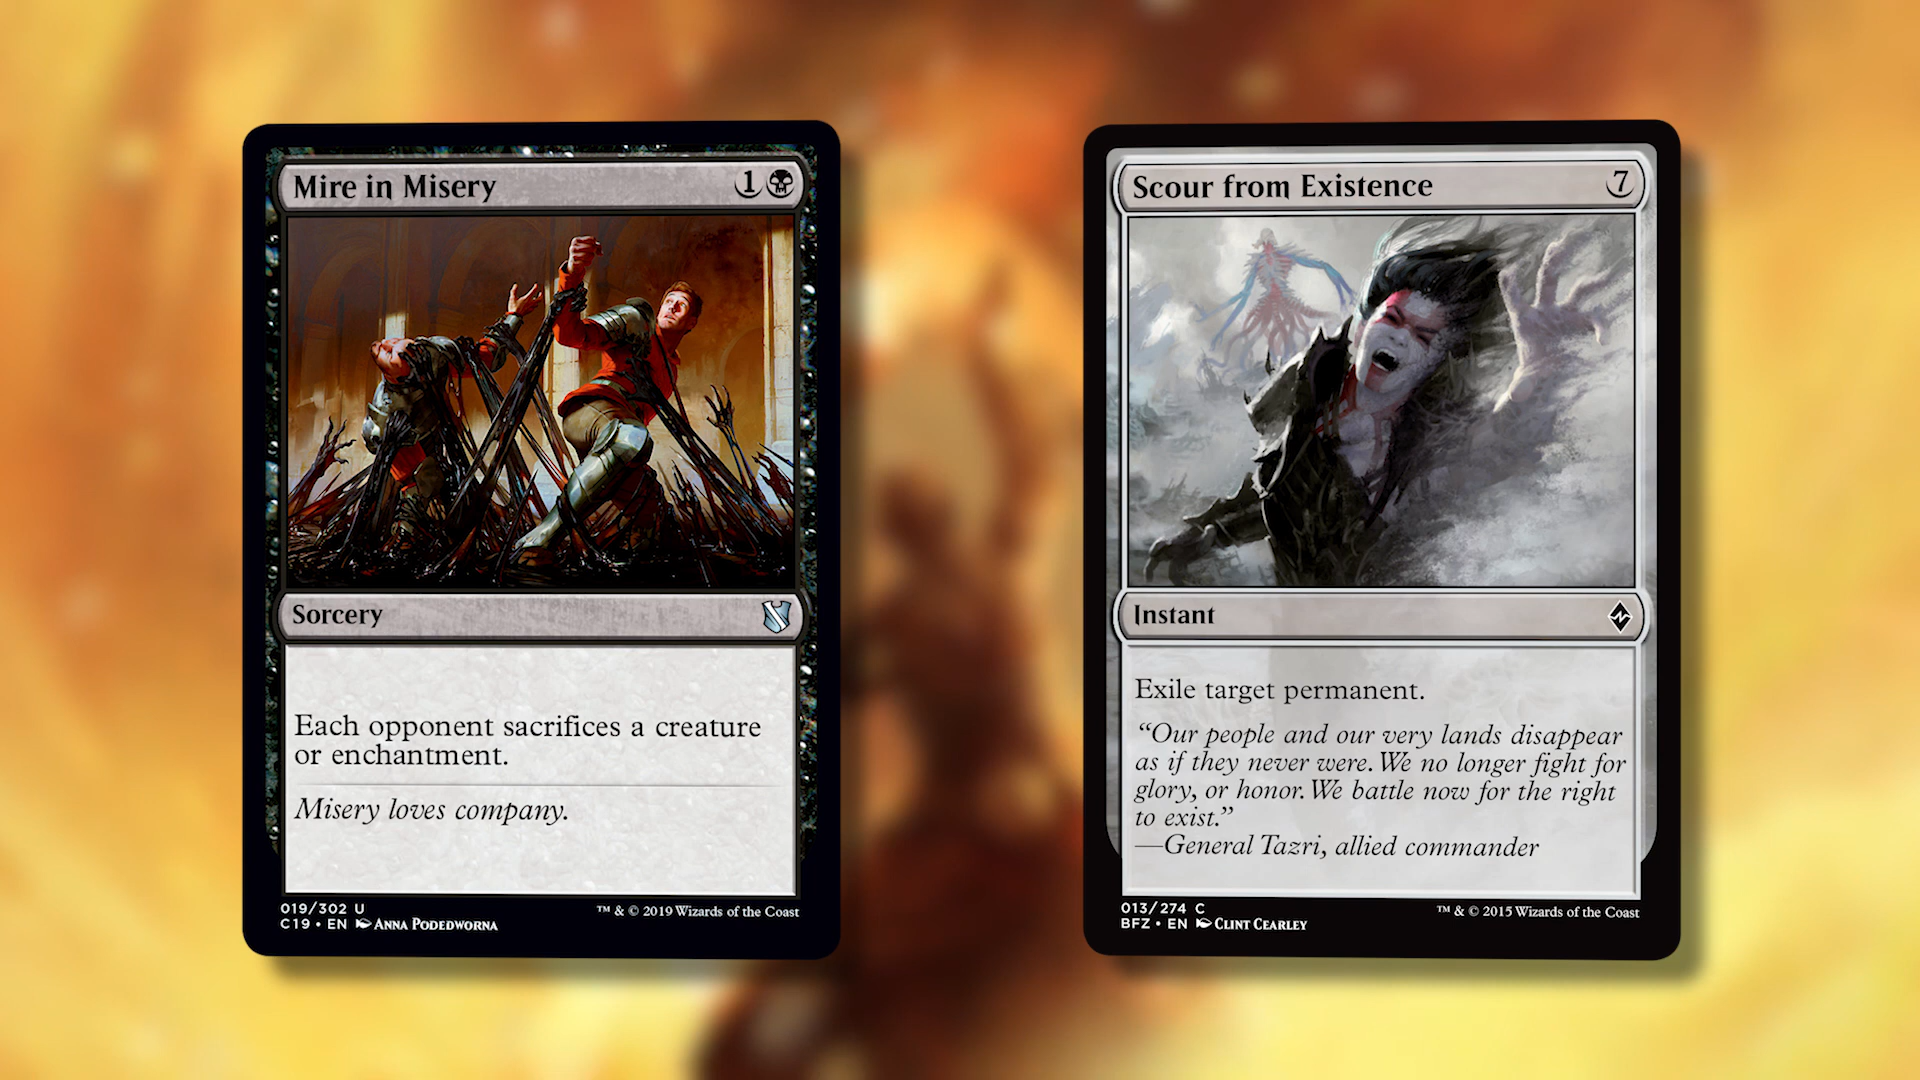 Mire in Misery
1
Sorcery
Each opponent sacrifices a creature
or enchantment.
Misery loves company.
019/302 U
C19 • EN Anna Podedworna
™ & © 2019 Wizards of the Coast
Scour from Existence
7
Instant
Exile target permanent.
“Our people and our very lands disappear
as if they never were. We no longer fight for
glory, or honor. We battle now for the right
to exist.”
—General Tazri, allied commander
013/274 C
BFZ • EN Clint Cearley
™ & © 2015 Wizards of the Coast